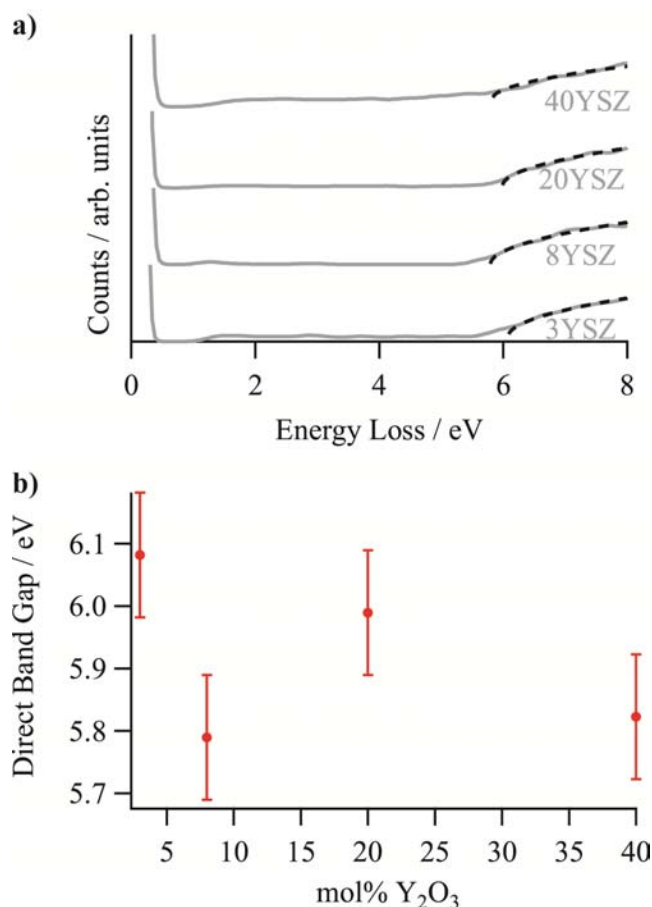 a)
Counts / arb. units
40YSZ
20YSZ
8YSZ
3YSZ
0 2 4 6 8
Energy Loss / eV
b)
Direct Band Gap / eV
6.1
6.0
5.9
5.8
5.7
5 10 15 20 25 30 35 40
mol% Y₂O₃